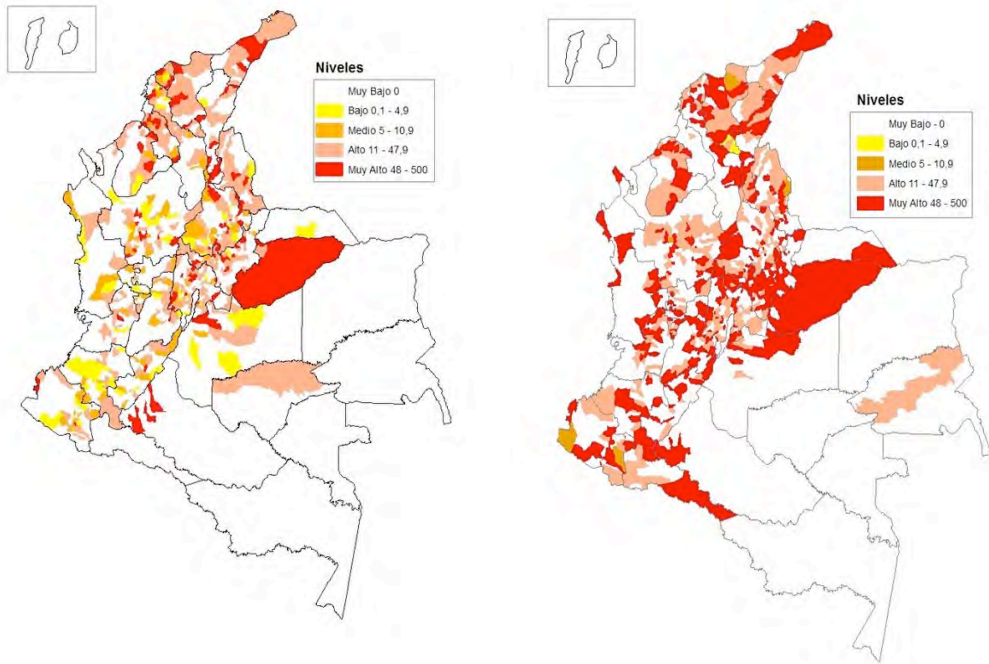 Niveles
Muy Bajo 0
Bajo 0,1 - 4,9
Medio 5 - 10,9
Alto 11 - 47,9
Muy Alto 48 - 500
Niveles
Muy Bajo - 0
Bajo 0,1 - 4,9
Medio 5 - 10,9
Alto 11 - 47,9
Muy Alto 48 - 500